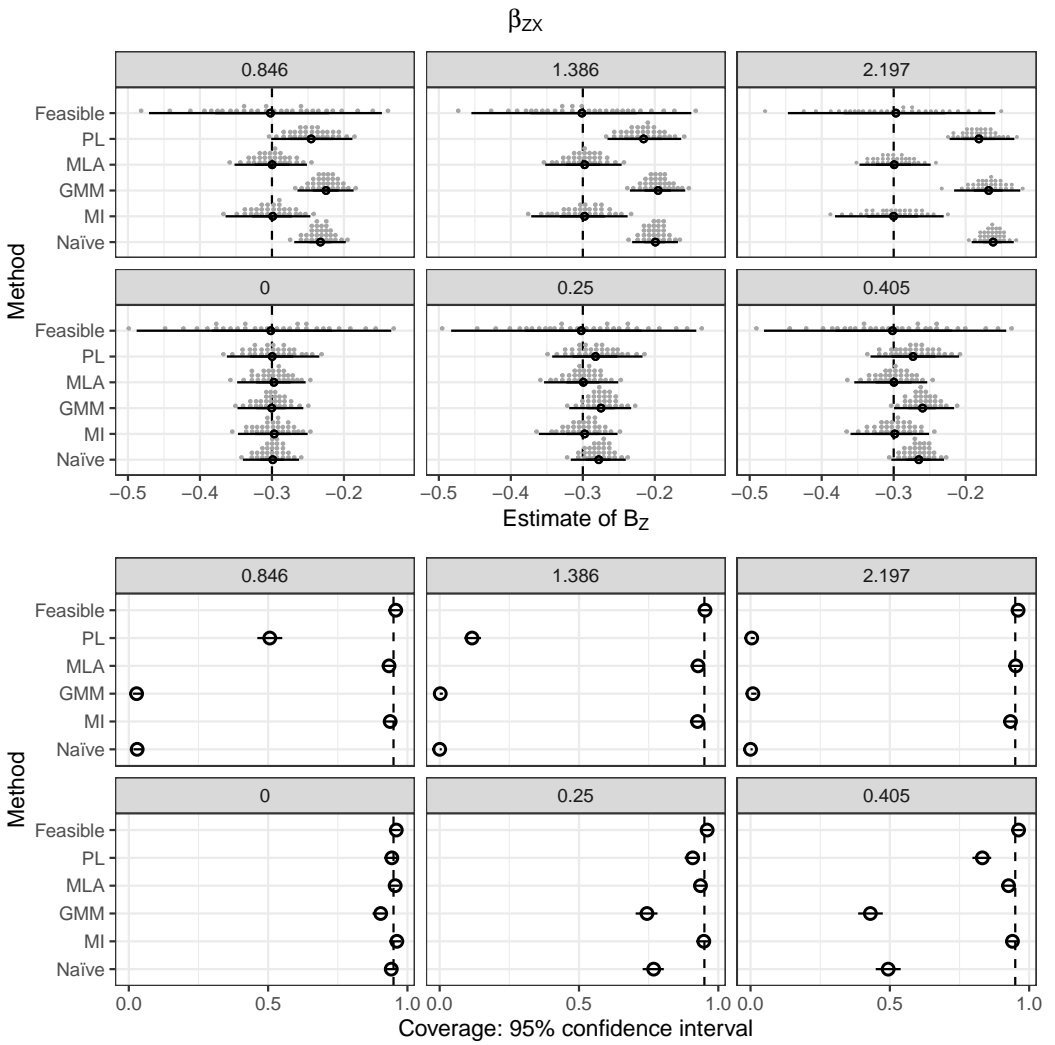 βZX
0.846 1.386 2.197
Feasible
PL
MLA
GMM
MI
Naïve
0 0.25 0.405
Feasible
PL
MLA
GMM
MI
Naïve
Method
−0.5 −0.4 −0.3 −0.2 −0.5 −0.4 −0.3 −0.2 −0.5 −0.4 −0.3 −0.2
Estimate of BZ
0.846 1.386 2.197
Feasible
PL
MLA
GMM
MI
Naïve
0 0.25 0.405
Feasible
PL
MLA
GMM
MI
Naïve
Method
0.0 0.5 1.0 0.0 0.5 1.0 0.0 0.5 1.0
Coverage: 95% confidence interval